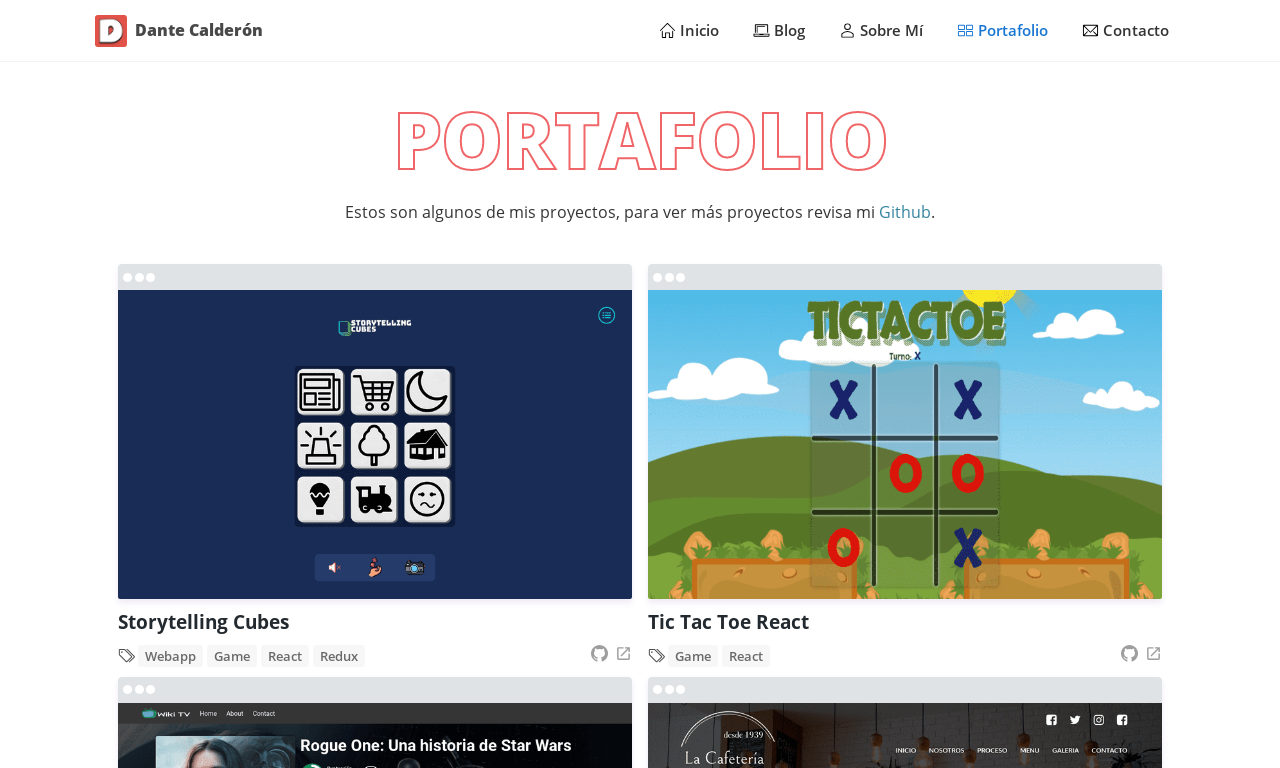 Dante Calderón
Inicio
Blog
Sobre Mí
Portafolio
Contacto
PORTAFOLIO
Estos son algunos de mis proyectos, para ver más proyectos revisa mi Github.
STORYTELLING
CUBES
TICTACTOE
Turno: X
X X
O O
O X
Storytelling Cubes
Webapp Game React Redux
Tic Tac Toe React
Game React
Wiki TV Home About Contact
Rogue One: Una historia de Star Wars
desde 1939
La Cafetería
INICIO NOSOTROS PROCESO MENU GALERIA CONTACTO